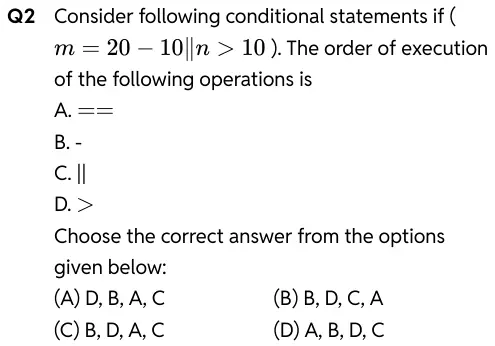 Q2 Consider following conditional statements if (
m = 20 − 10||n > 10 ). The order of execution
of the following operations is
A. ==
B. -
C. ||
D. >
Choose the correct answer from the options
given below:
(A) D, B, A, C (B) B, D, C, A
(C) B, D, A, C (D) A, B, D, C